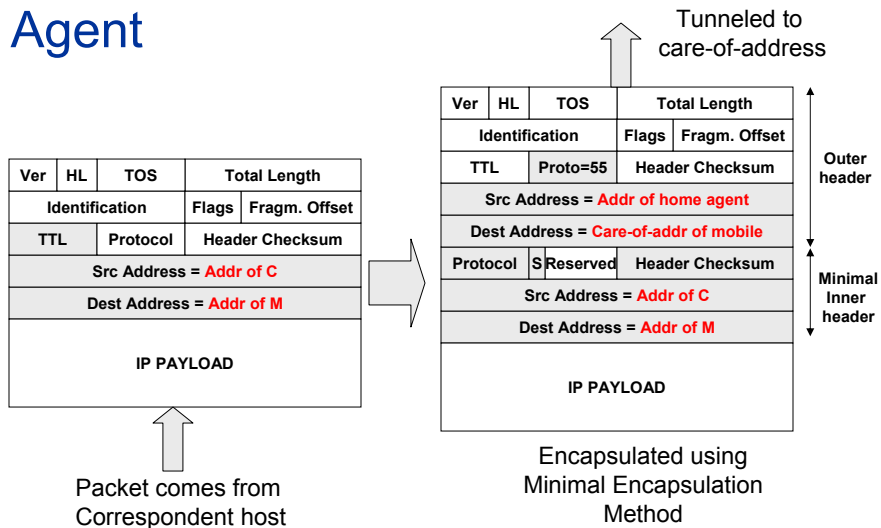 Agent
Tunneled to
care-of-address
Ver HL TOS Total Length
Identification Flags Fragm. Offset
TTL Protocol Header Checksum
Src Address = Addr of C
Dest Address = Addr of M
IP PAYLOAD
Packet comes from
Correspondent host
Ver HL TOS Total Length
Identification Flags Fragm. Offset
TTL Proto=55 Header Checksum
Src Address = Addr of home agent
Dest Address = Care-of-addr of mobile
Protocol S Reserved Header Checksum
Src Address = Addr of C
Dest Address = Addr of M
IP PAYLOAD
Outer
header
Minimal
Inner
header
Encapsulated using
Minimal Encapsulation
Method